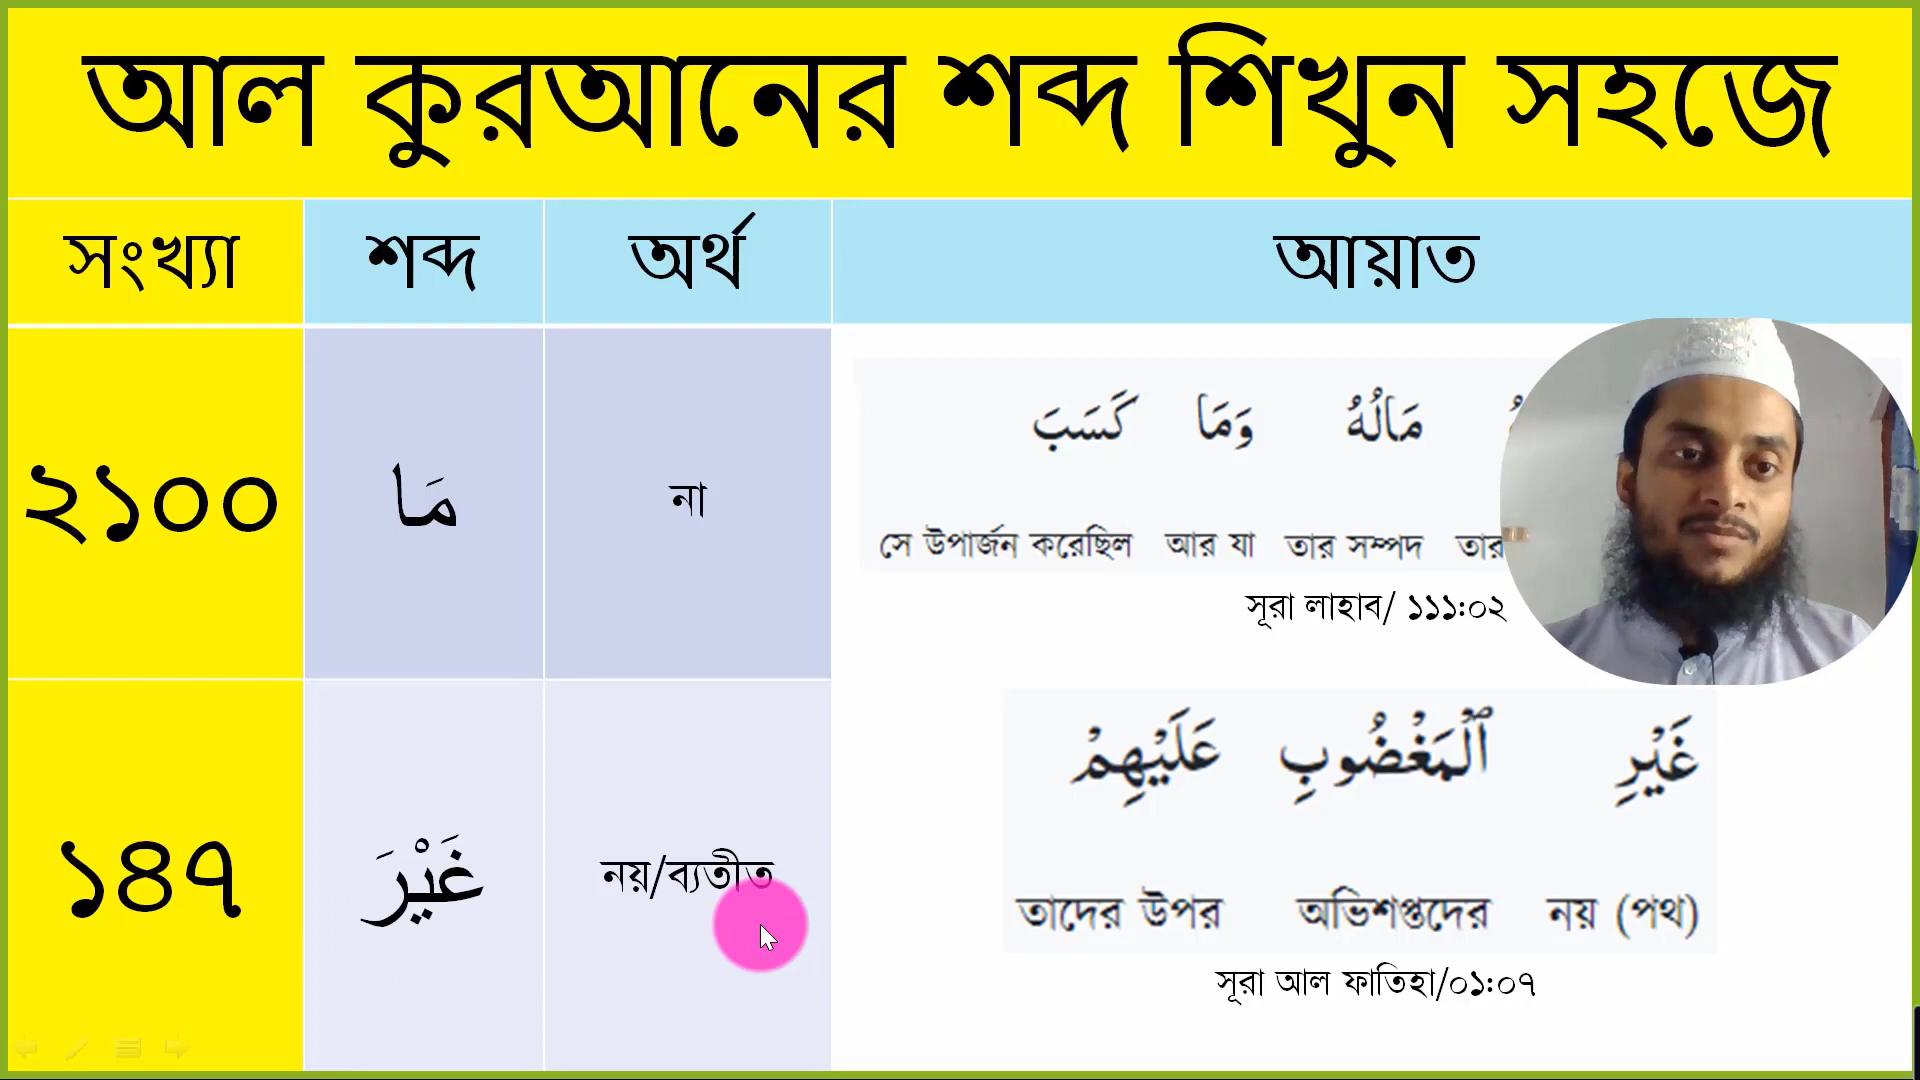 আল কুরআনের শব্দ শিখুন সহজে
সংখ্যা শব্দ অর্থ আয়াত
২১০০ مَا না
مَالُهُ وَمَا كَسَبَ
সে উপার্জন করেছিল আর যা তার সম্পদ তার
সূরা লাহাব/ ১১১:০২
১৪৭ غَيْرَ নয়/ব্যতীত
غَيْرِ ٱلْمَغْضُوبِ عَلَيْهِمْ
তাদের উপর অভিশপ্তদের নয় (পথ)
সূরা আল ফাতিহা/০১:০৭